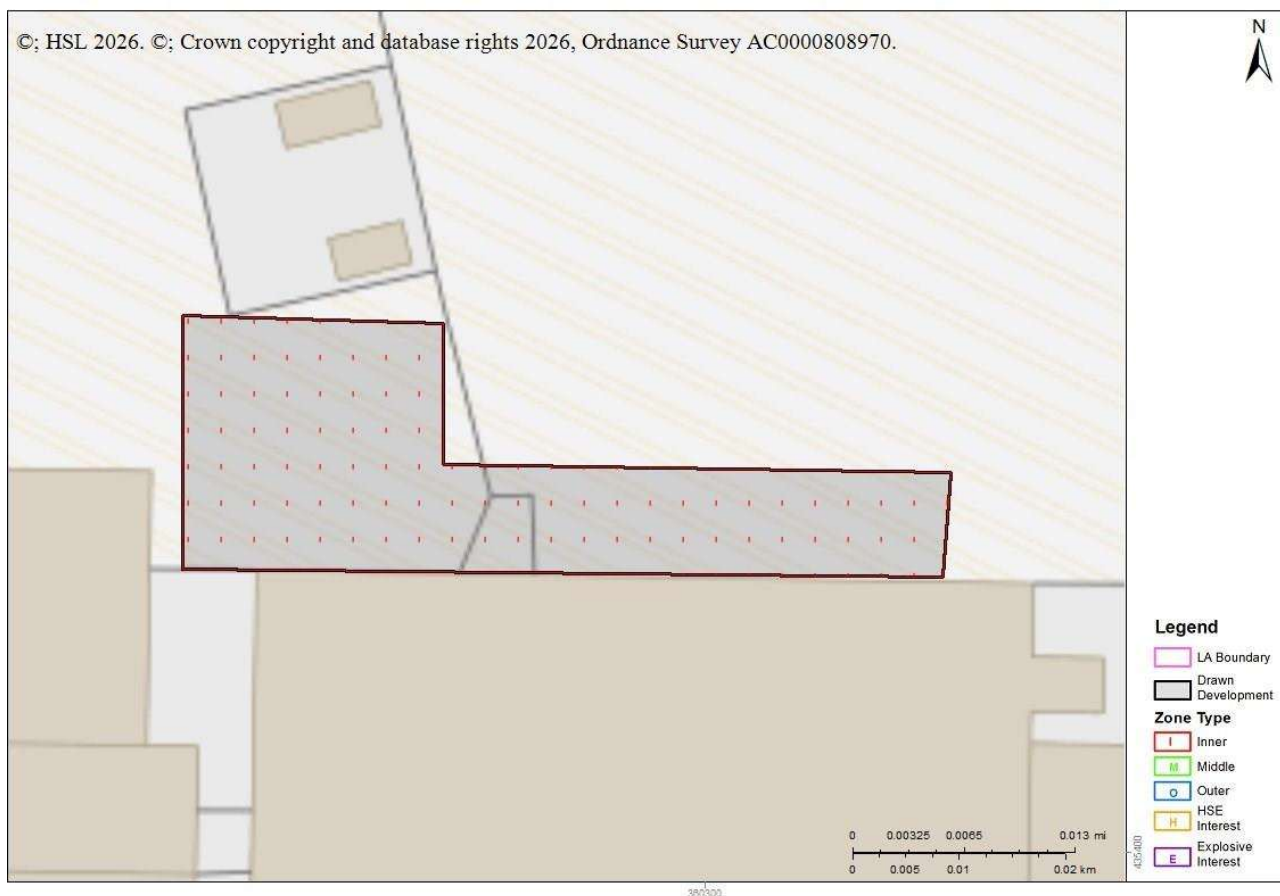 ©; HSL 2026. ©; Crown copyright and database rights 2026, Ordnance Survey AC0000808970.
N
Legend
LA Boundary
Drawn
Development
Zone Type
I Inner
M Middle
O Outer
H HSE
Interest
E Explosive
Interest
0 0.00325 0.0065 0.013 mi
0 0.005 0.01 0.02 km
435400